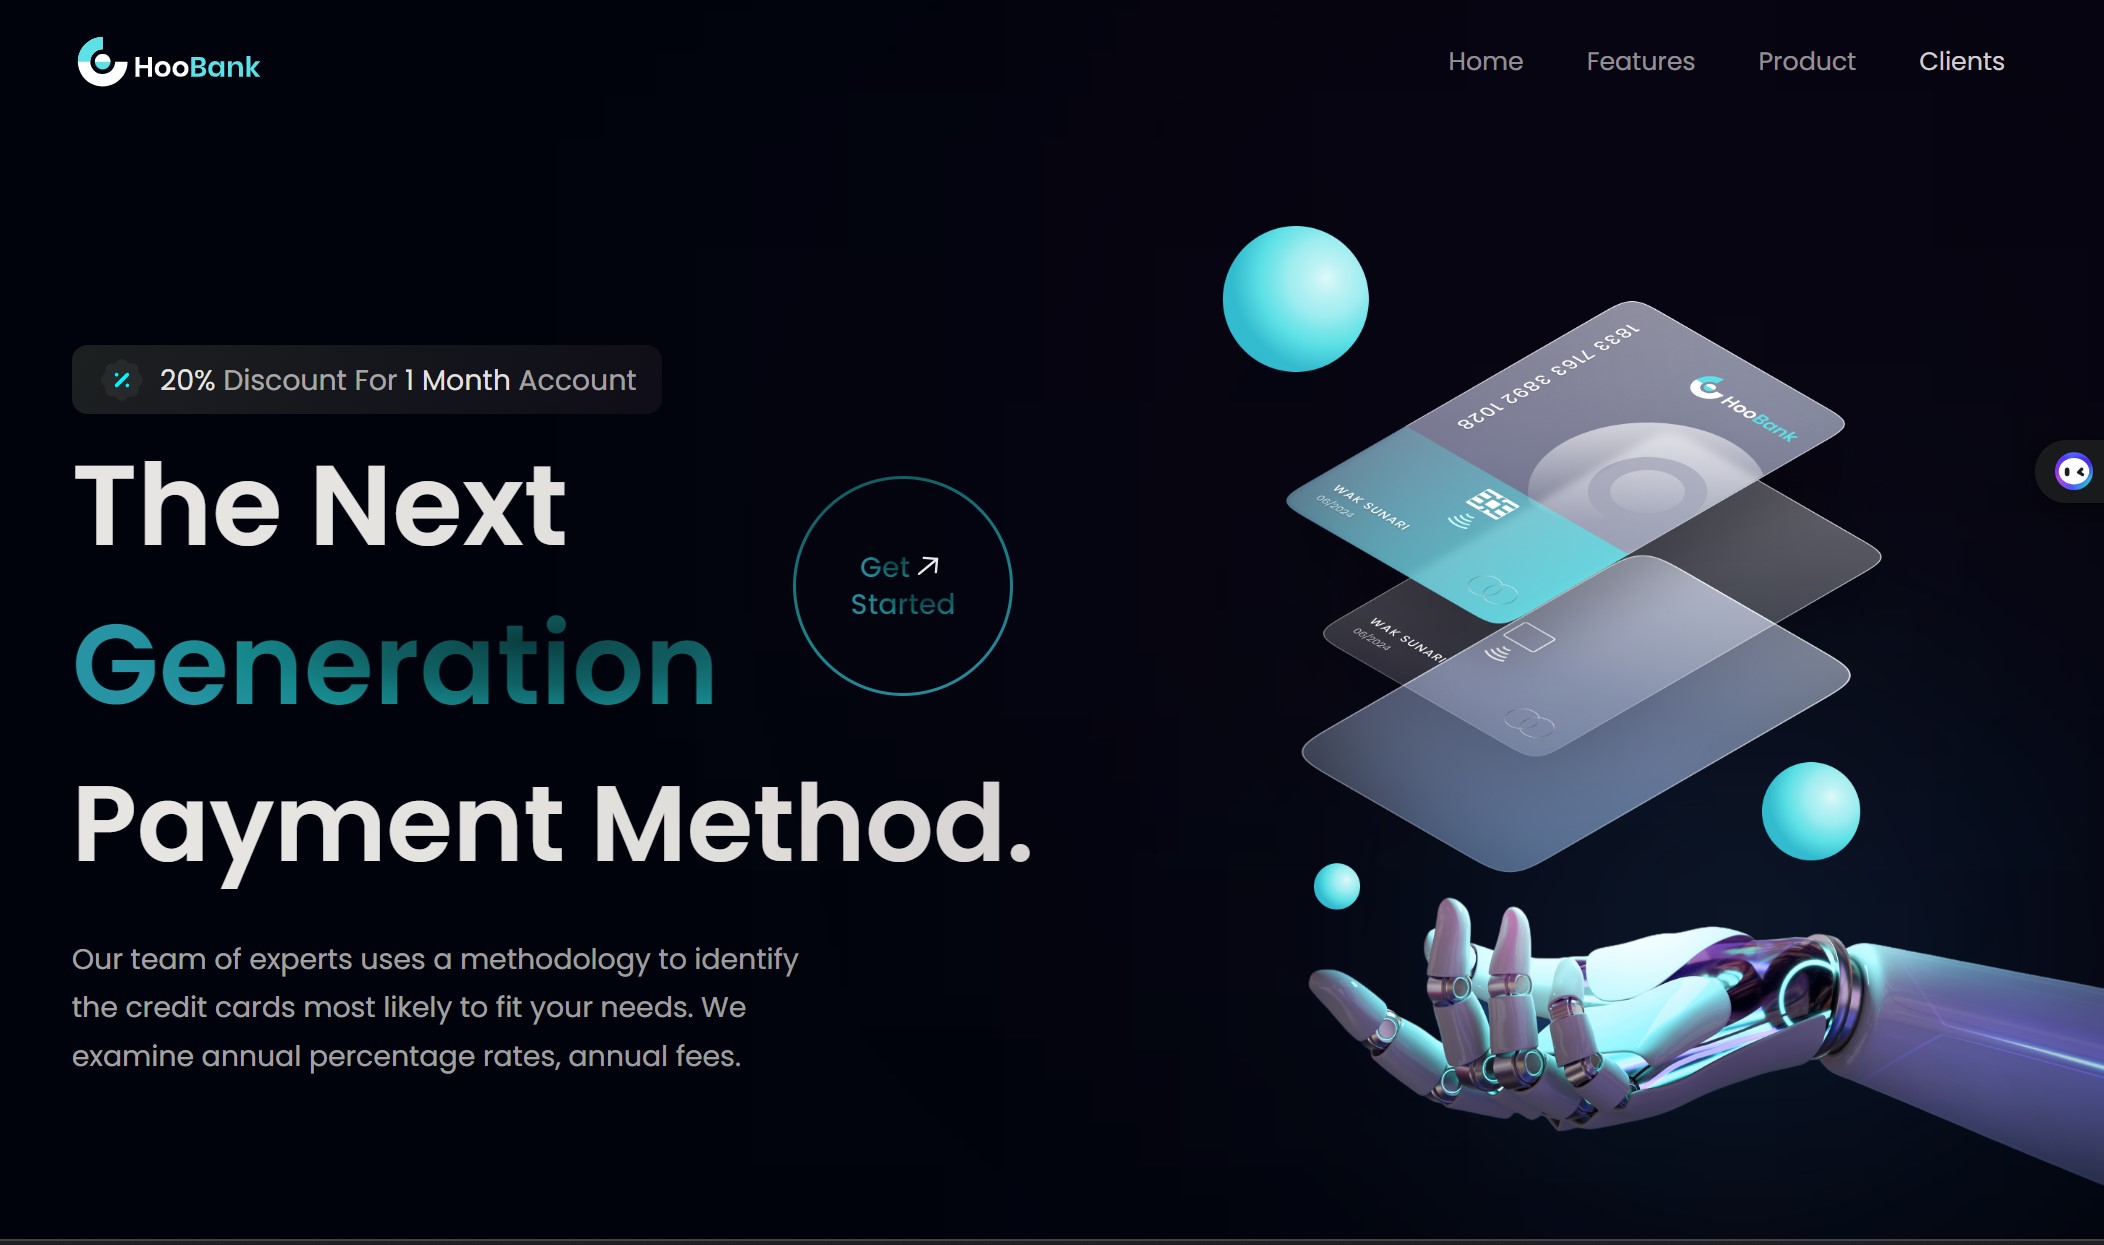 HooBank
Home Features Product Clients
20% Discount For 1 Month Account
The Next
Generation
Payment Method.
Get
Started
Our team of experts uses a methodology to identify
the credit cards most likely to fit your needs. We
examine annual percentage rates, annual fees.
1833 7163 3892 1028
HooBank
WAK SUNARI
06/2024
WAK SUNARI
06/2024